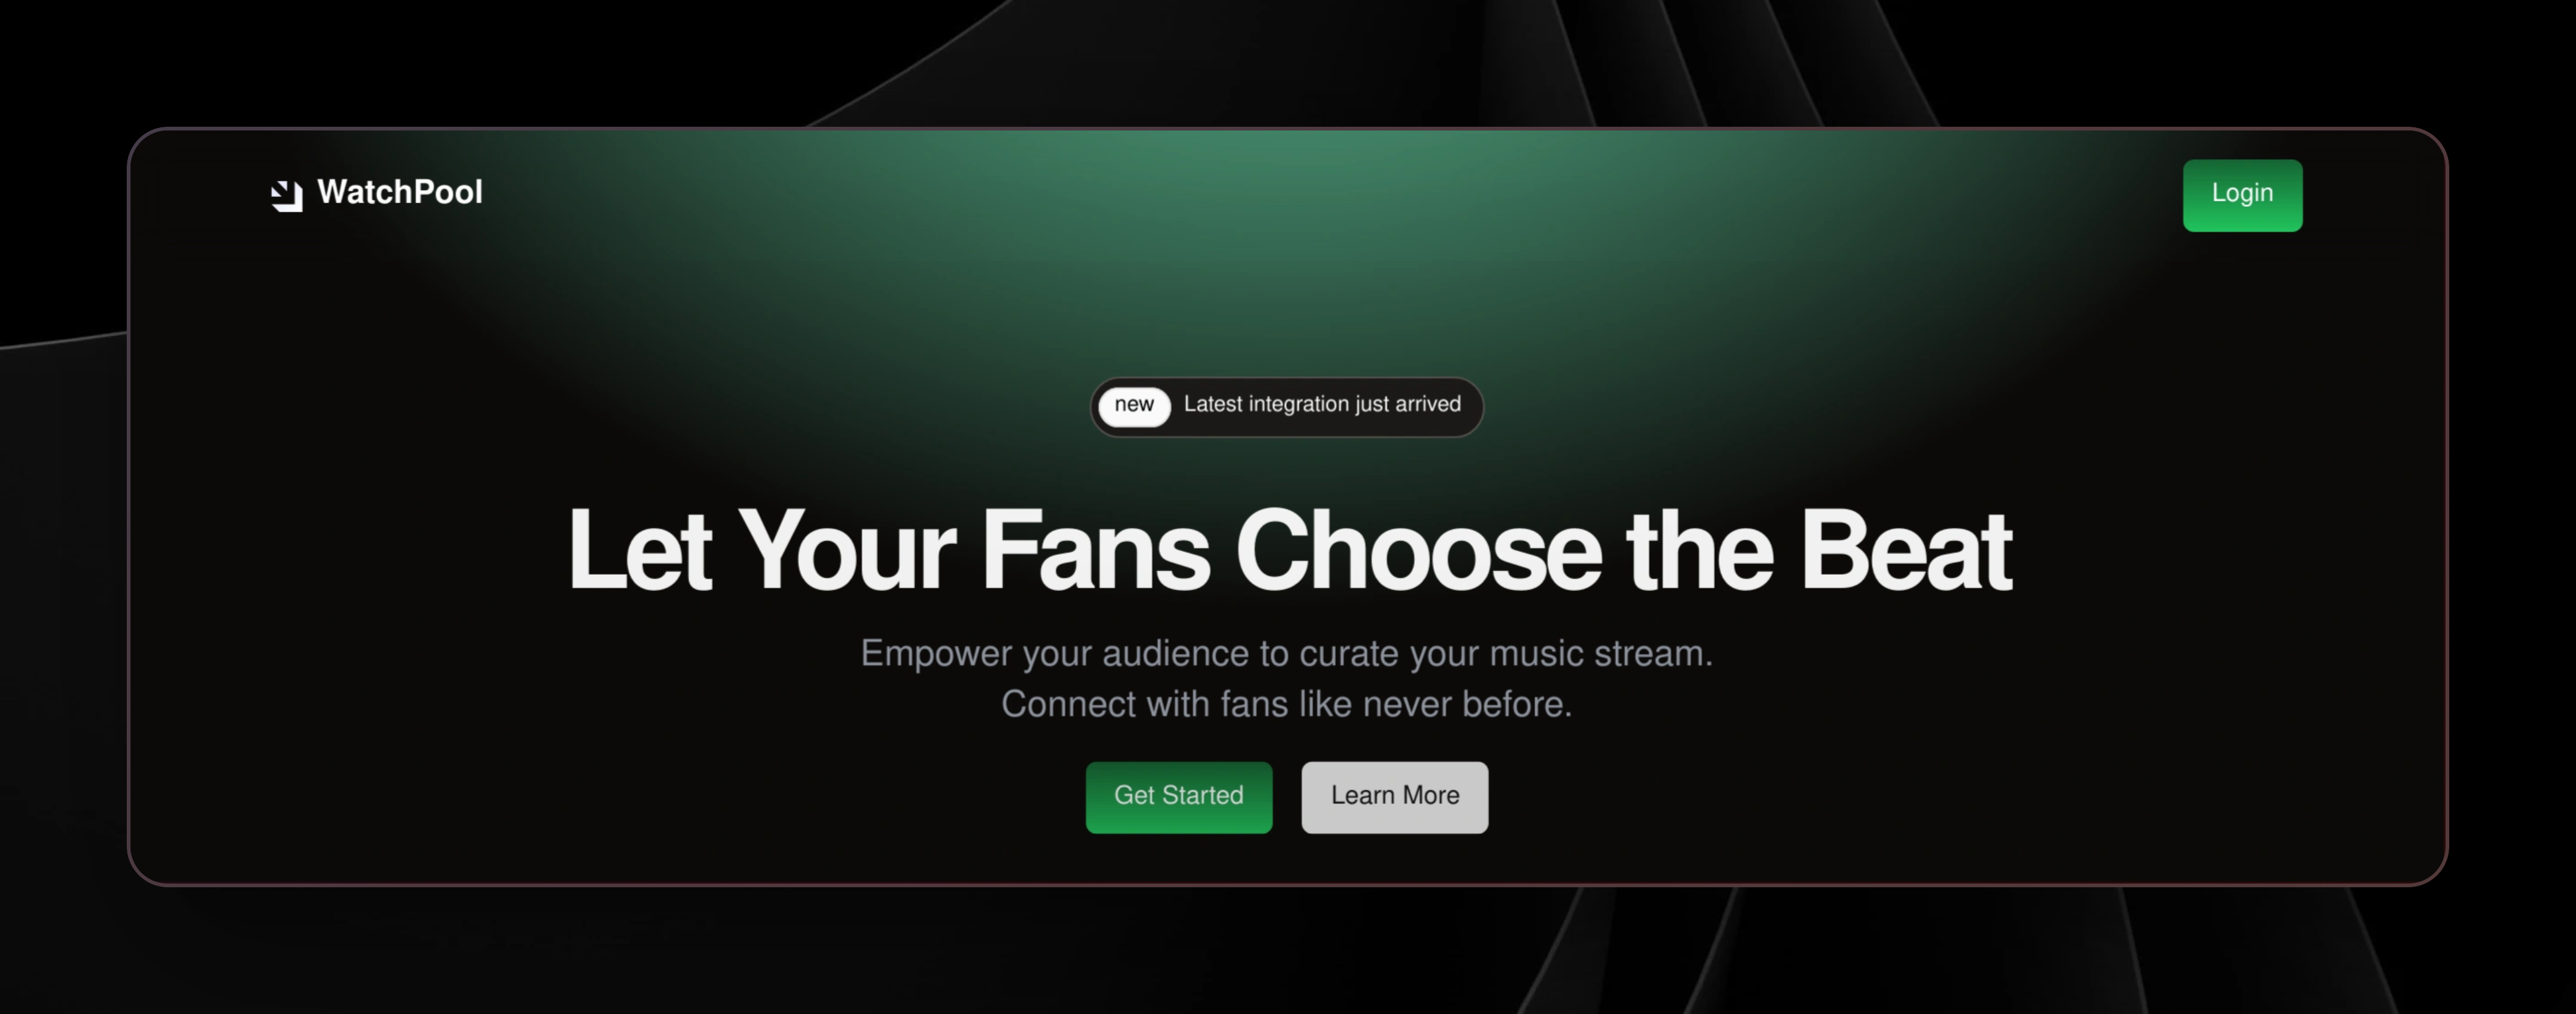 WatchPool
Login
new Latest integration just arrived
Let Your Fans Choose the Beat
Empower your audience to curate your music stream.
Connect with fans like never before.
Get Started
Learn More